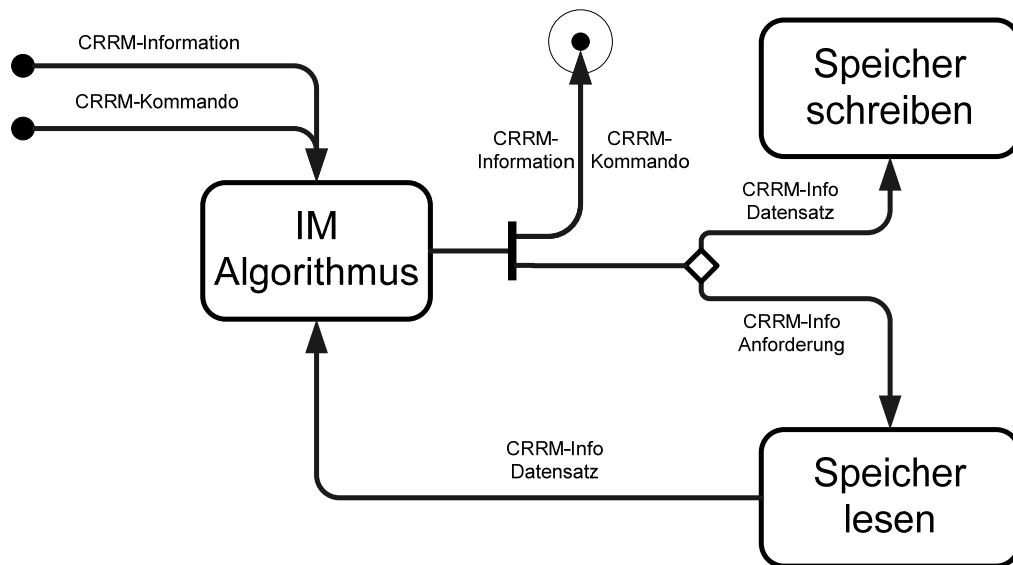 CRRM-Information
CRRM-Kommando
CRRM-
Information
CRRM-
Kommando
Speicher
schreiben
IM
Algorithmus
CRRM-Info
Datensatz
CRRM-Info
Anforderung
CRRM-Info
Datensatz
Speicher
lesen